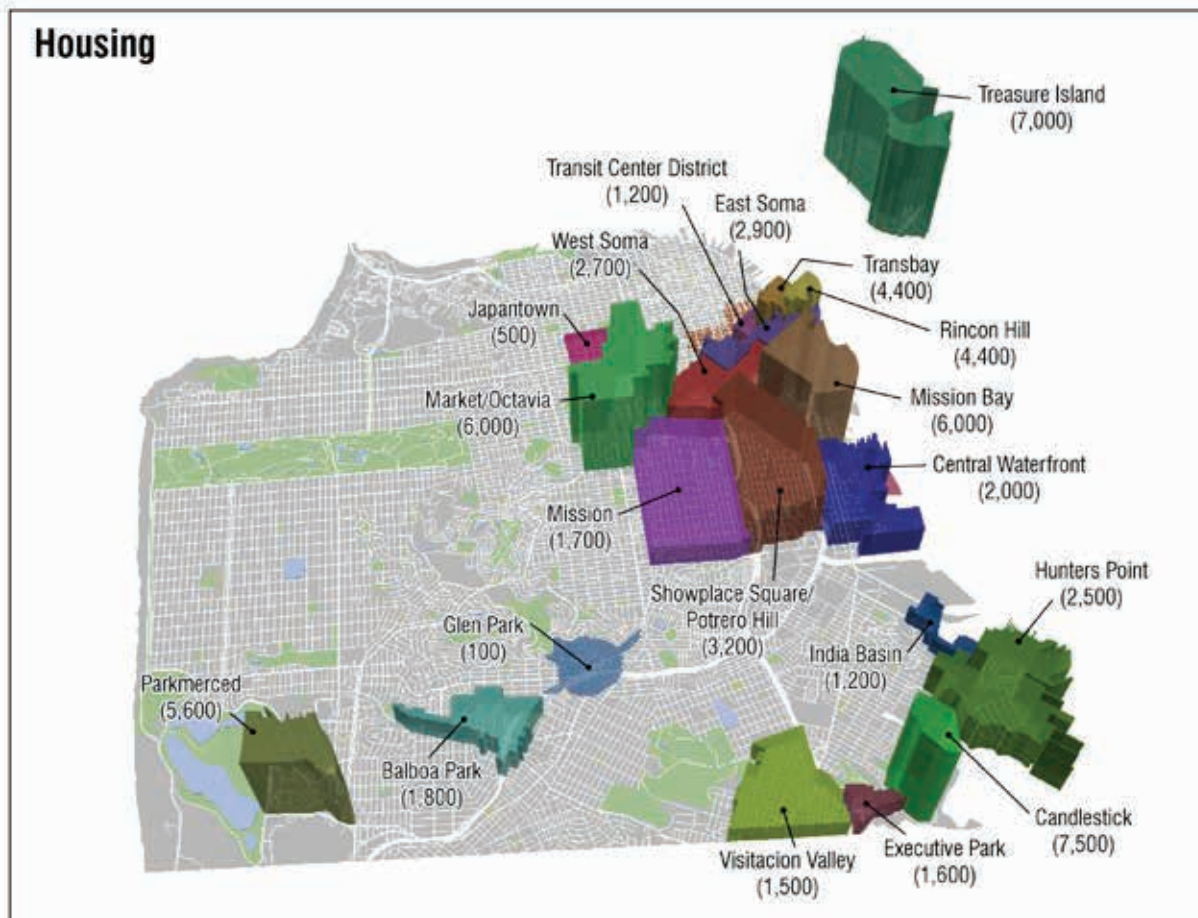 Housing
Treasure Island
(7,000)
Transit Center District
(1,200)
East Soma
(2,900)
West Soma
(2,700)
Transbay
(4,400)
Japantown
(500)
Rincon Hill
(4,400)
Market/Octavia
(6,000)
Mission Bay
(6,000)
Central Waterfront
(2,000)
Mission
(1,700)
Showplace Square/
Potrero Hill
(3,200)
Hunters Point
(2,500)
Glen Park
(100)
India Basin
(1,200)
Parkmerced
(5,600)
Balboa Park
(1,800)
Candlestick
(7,500)
Executive Park
(1,600)
Visitacion Valley
(1,500)